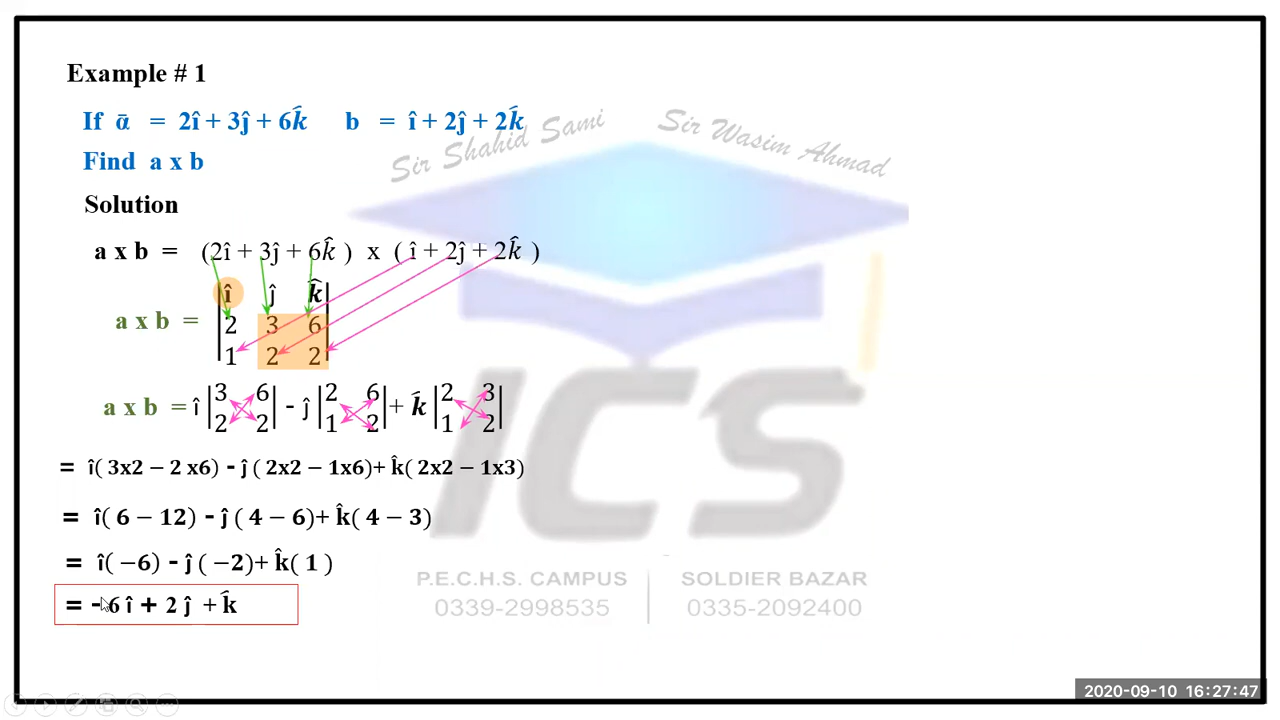 Example # 1
If ᾱ = 2î + 3ĵ + 6ḱ b = î + 2ĵ + 2ḱ
Find a x b
Sir Shahid Sami
Sir Wasim Ahmad
Solution
a x b = (2î + 3ĵ + 6k̂ ) x ( î + 2ĵ + 2k̂ )
î ĵ k̂
a x b = 2 3 6
1 2 2
a x b = î |3 6| - ĵ |2 6| + ḱ |2 3|
2 2 1 2 1 2
= î( 3x2 − 2 x6) - ĵ ( 2x2 − 1x6)+ k̂( 2x2 − 1x3)
= î( 6 − 12) - ĵ ( 4 − 6)+ k̂( 4 − 3)
= î( −6) - ĵ ( −2)+ k̂( 1 )
= - 6 î + 2 ĵ + ḱ
ICS
P.E.C.H.S. CAMPUS SOLDIER BAZAR
0339-2998535 0335-2092400
2020-09-10 16:27:47